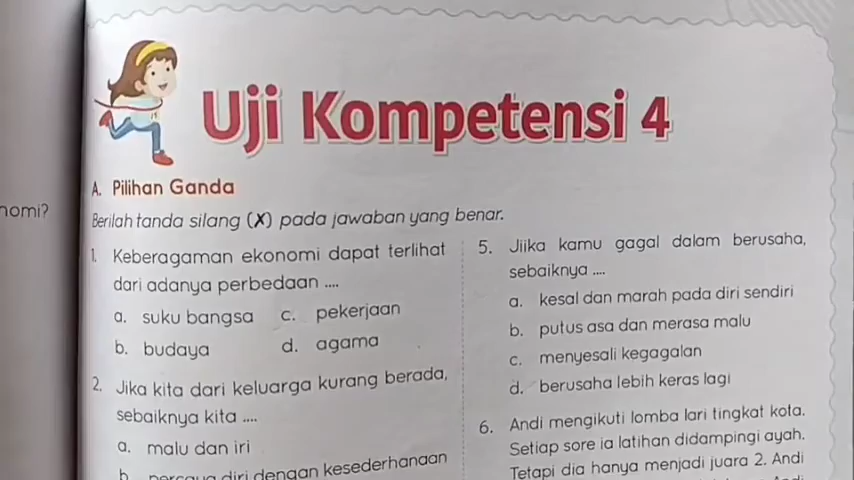 nomi?
Uji Kompetensi 4
A. Pilihan Ganda
Berilah tanda silang (X) pada jawaban yang benar.
1. Keberagaman ekonomi dapat terlihat
dari adanya perbedaan ....
a. suku bangsa c. pekerjaan
b. budaya d. agama
2. Jika kita dari keluarga kurang berada,
sebaiknya kita ....
a. malu dan iri
b. percaya diri dengan kesederhanaan
5. Jiika kamu gagal dalam berusaha,
sebaiknya ....
a. kesal dan marah pada diri sendiri
b. putus asa dan merasa malu
c. menyesali kegagalan
d. berusaha lebih keras lagi
6. Andi mengikuti lomba lari tingkat kota.
Setiap sore ia latihan didampingi ayah.
Tetapi dia hanya menjadi juara 2. Andi